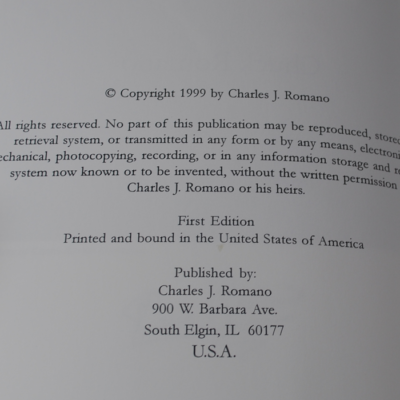 © Copyright 1999 by Charles J. Romano
All rights reserved. No part of this publication may be reproduced, stored
retrieval system, or transmitted in any form or by any means, electroni
echanical, photocopying, recording, or in any information storage and re
system now known or to be invented, without the written permission
Charles J. Romano or his heirs.
First Edition
Printed and bound in the United States of America
Published by:
Charles J. Romano
900 W. Barbara Ave.
South Elgin, IL 60177
U.S.A.